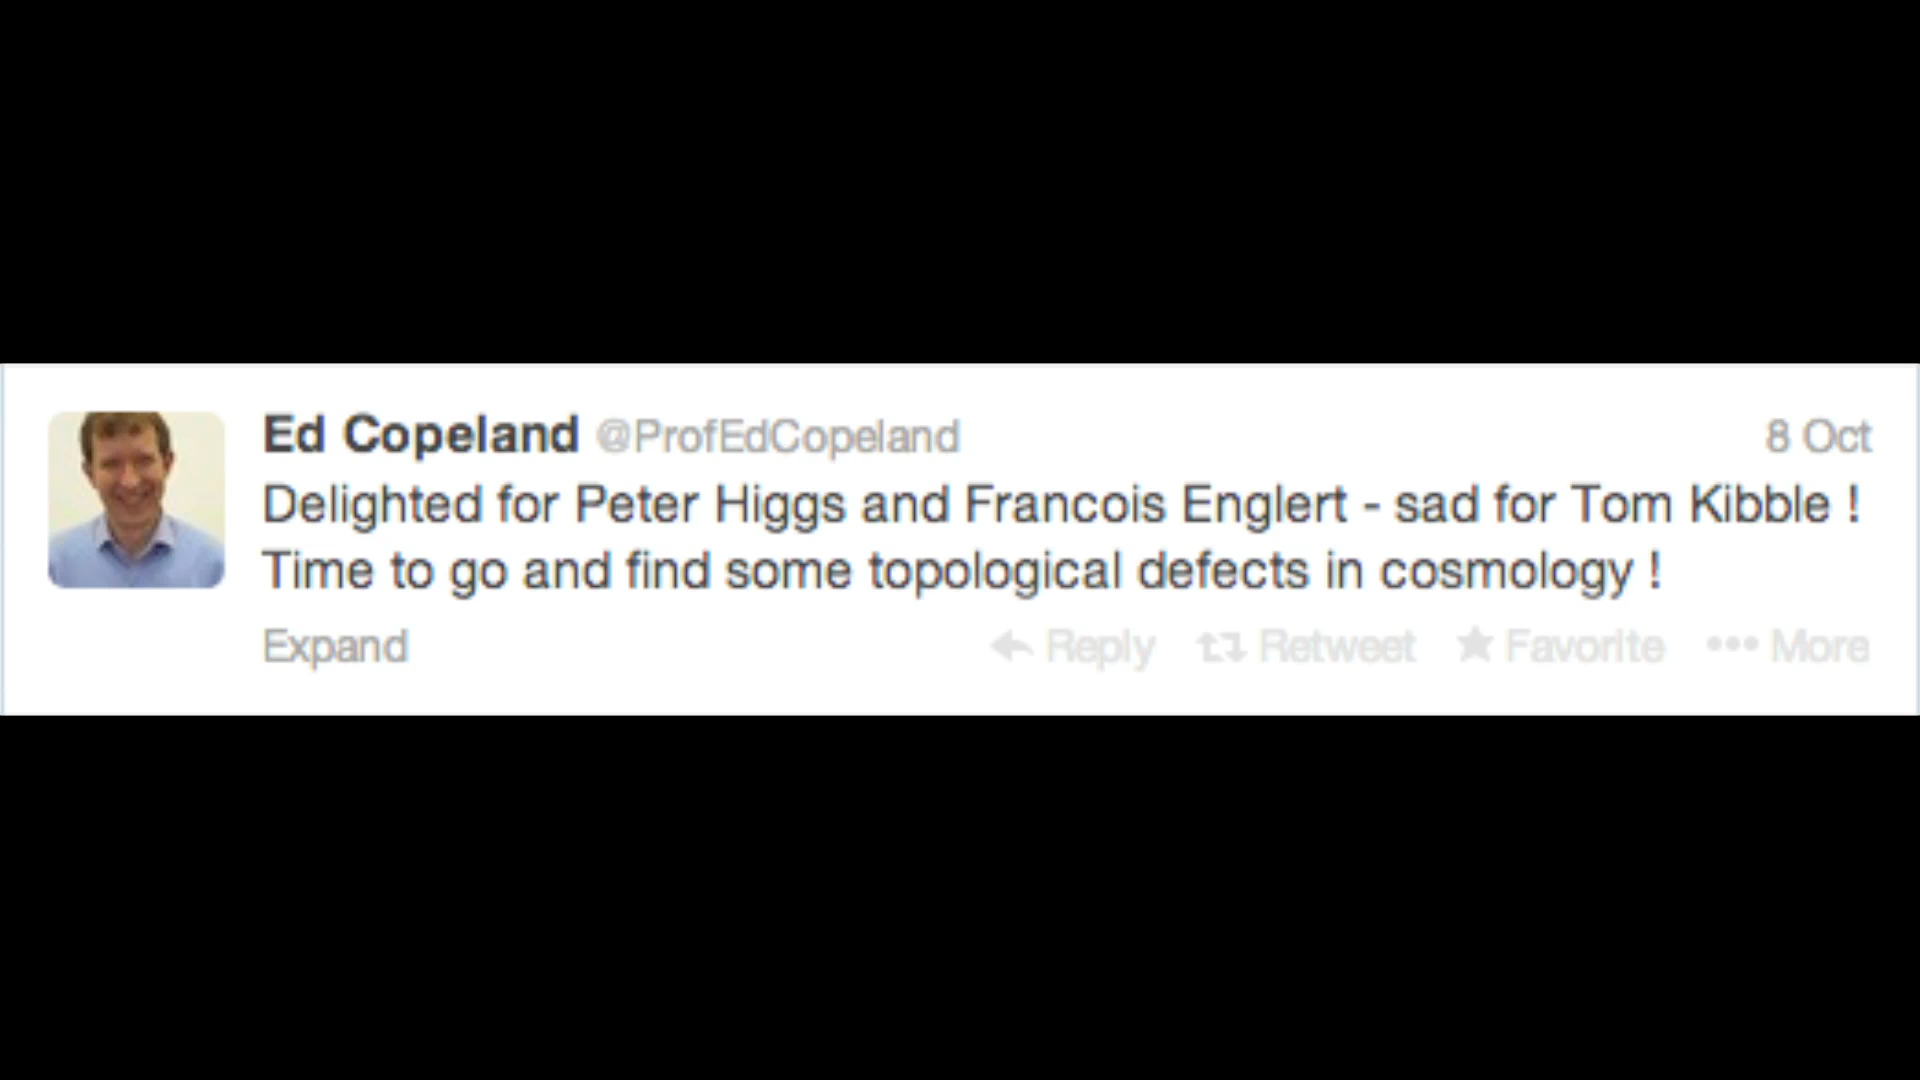 Ed Copeland @ProfEdCopeland 8 Oct
Delighted for Peter Higgs and Francois Englert - sad for Tom Kibble !
Time to go and find some topological defects in cosmology !
Expand Reply Retweet Favorite More